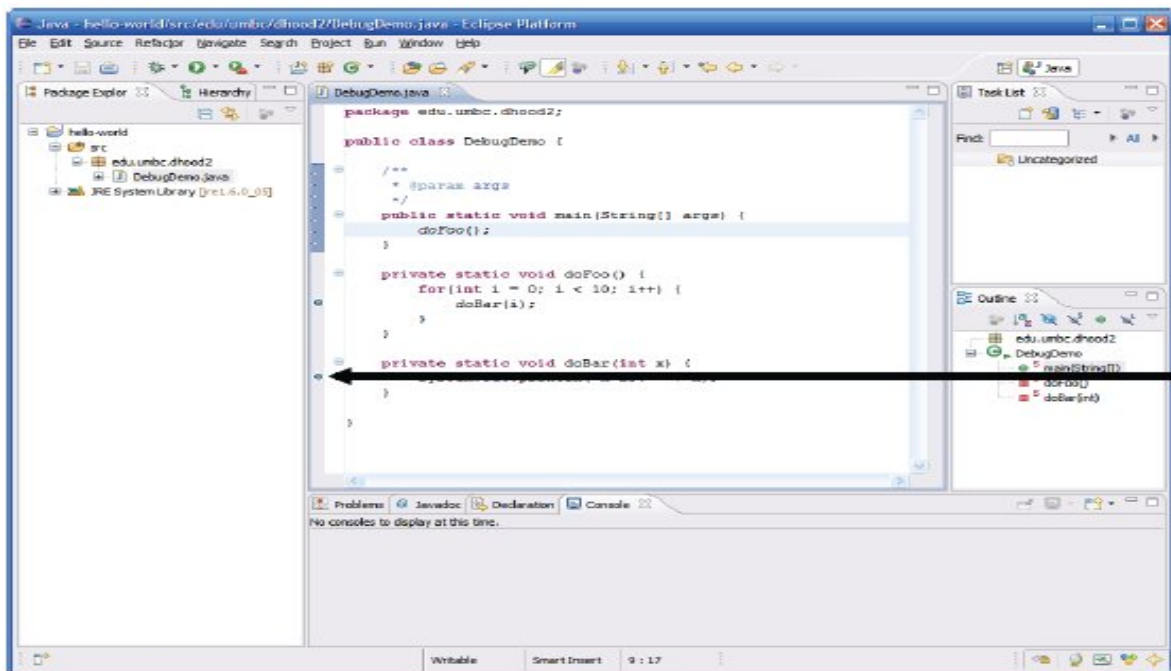 Java - hello-world/src/edu/umbc/dhood2/DebugDemo.java - Eclipse Platform
File Edit Source Refactor Navigate Search Project Run Window Help
Java
Package Explor Hierarchy
hello-world
src
edu.umbc.dhood2
DebugDemo.java
JRE System Library [jre1.6.0_05]
DebugDemo.java
package edu.umbc.dhood2;
public class DebugDemo {
/**
* @param args
*/
public static void main(String[] args) {
doFoo();
}
private static void doFoo() {
for(int i = 0; i < 10; i++) {
doBar(i);
}
}
private static void doBar(int x) {
}
}
Task List
Find: All
Uncategorized
Outline
edu.umbc.dhood2
DebugDemo
S main(String[])
S doFoo()
S doBar(int)
Problems Javadoc Declaration Console
No consoles to display at this time.
Writable Smart Insert 9 : 17